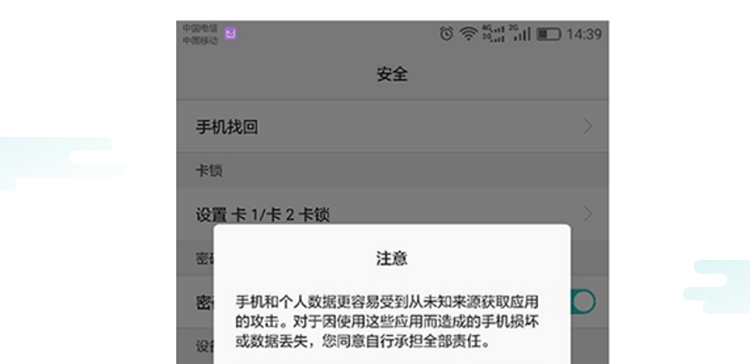 中国电信
中国移动
4G 2G 2G 14:39
安全
手机找回
卡锁
设置 卡 1/卡 2 卡锁
密
注意
密
手机和个人数据更容易受到从未知来源获取应用
的攻击。对于因使用这些应用而造成的手机损坏
或数据丢失，您同意自行承担全部责任。
设